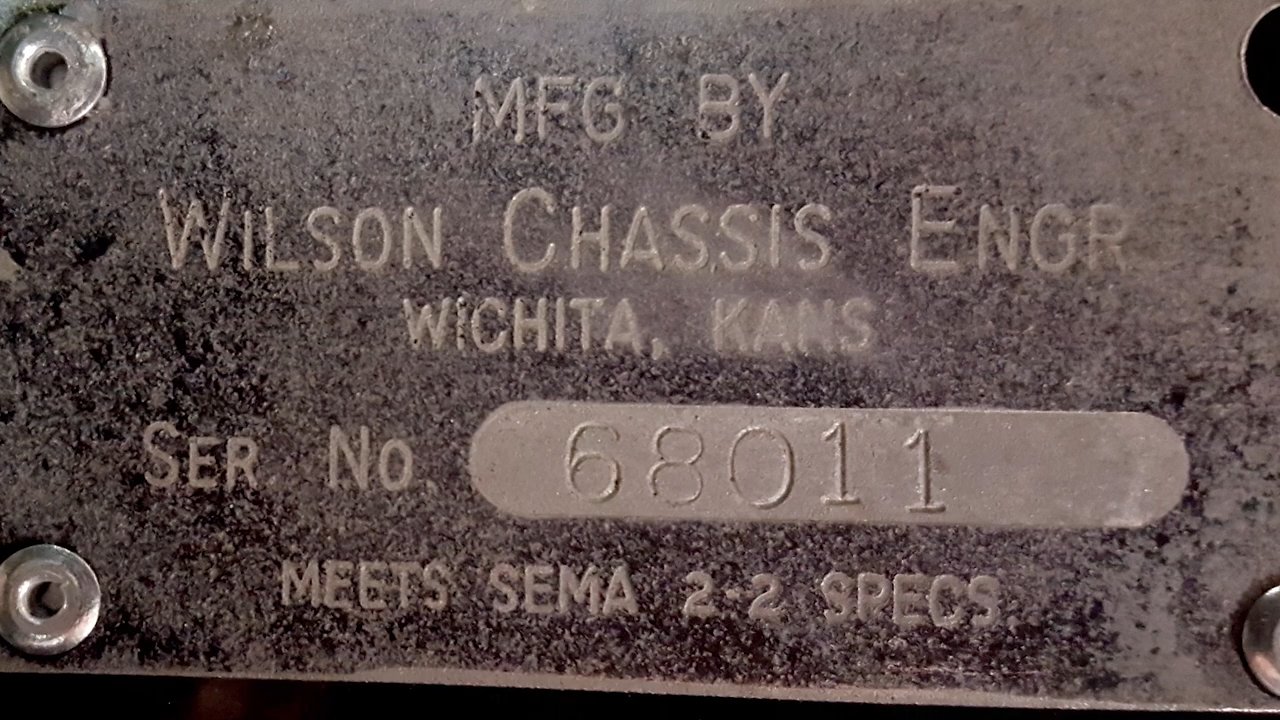 MFG BY
WILSON CHASSIS ENGR
WICHITA, KANS
SER. NO. 68011
MEETS SEMA 2-2 SPECS